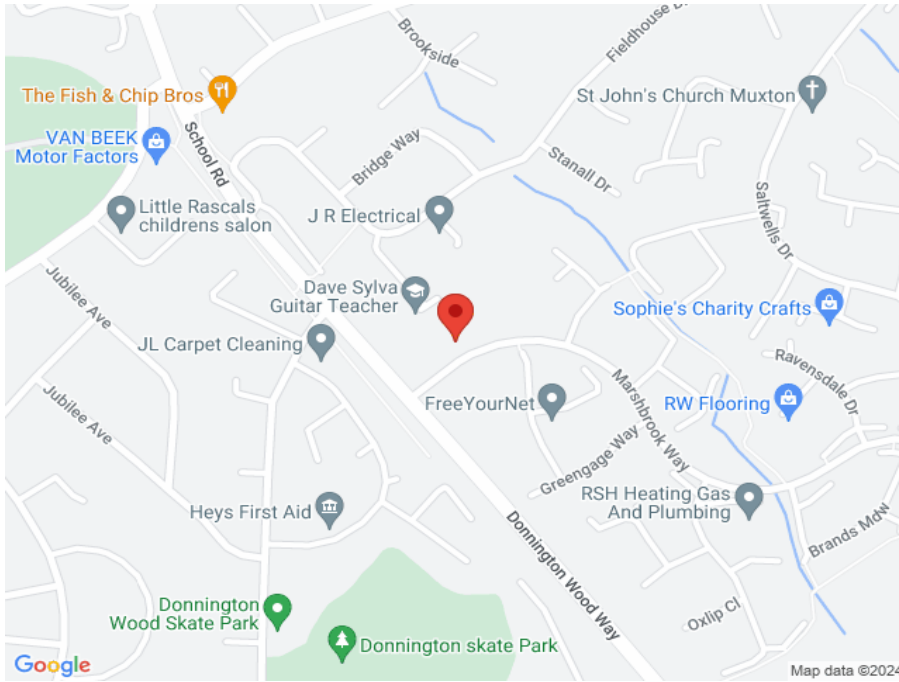 Brookside
Fieldhouse D
The Fish & Chip Bros
St John's Church Muxton
School Rd
VAN BEEK
Motor Factors
Bridge Way
Stanall Dr
Little Rascals
childrens salon
J R Electrical
Saltwells Dr
Jubilee Ave
Dave Sylva
Guitar Teacher
Sophie's Charity Crafts
JL Carpet Cleaning
Ravensdale Dr
Jubilee Ave
FreeYourNet
Marshbrook Way
RW Flooring
Greengage Way
RSH Heating Gas
And Plumbing
Heys First Aid
Donnington Wood Way
Brands Mdw
Donnington
Wood Skate Park
Oxlip Cl
Donnington skate Park
Google
Map data ©2024